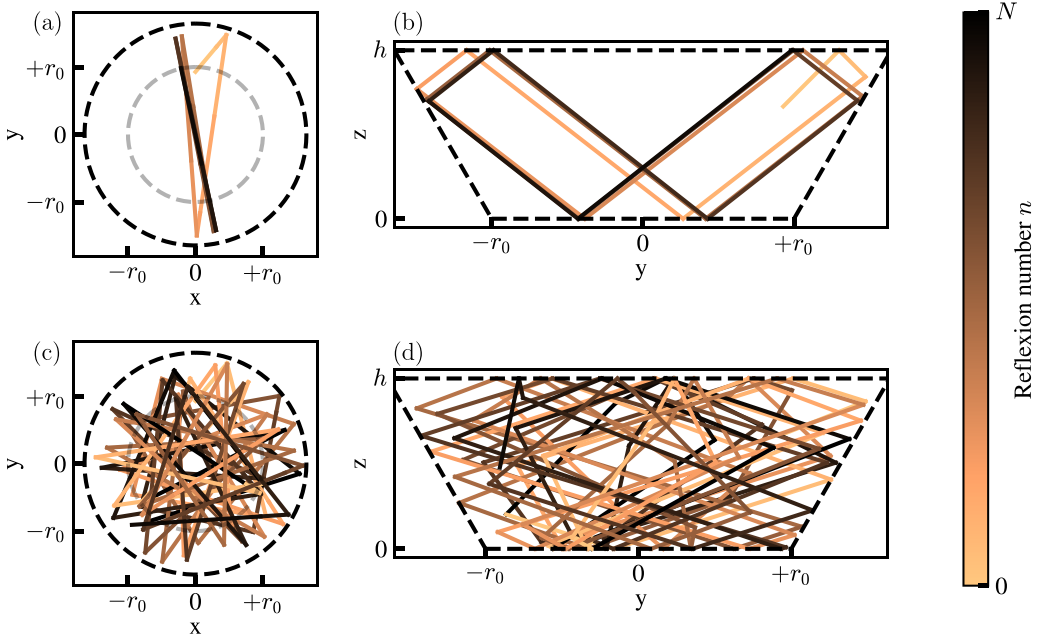 (a)
+r₀
0
−r₀
y
−r₀
0
+r₀
x
(b)
h
z
0
−r₀
0
+r₀
y
(c)
+r₀
0
−r₀
y
−r₀
0
+r₀
x
(d)
h
z
0
−r₀
0
+r₀
y
N
Reflexion number n
0